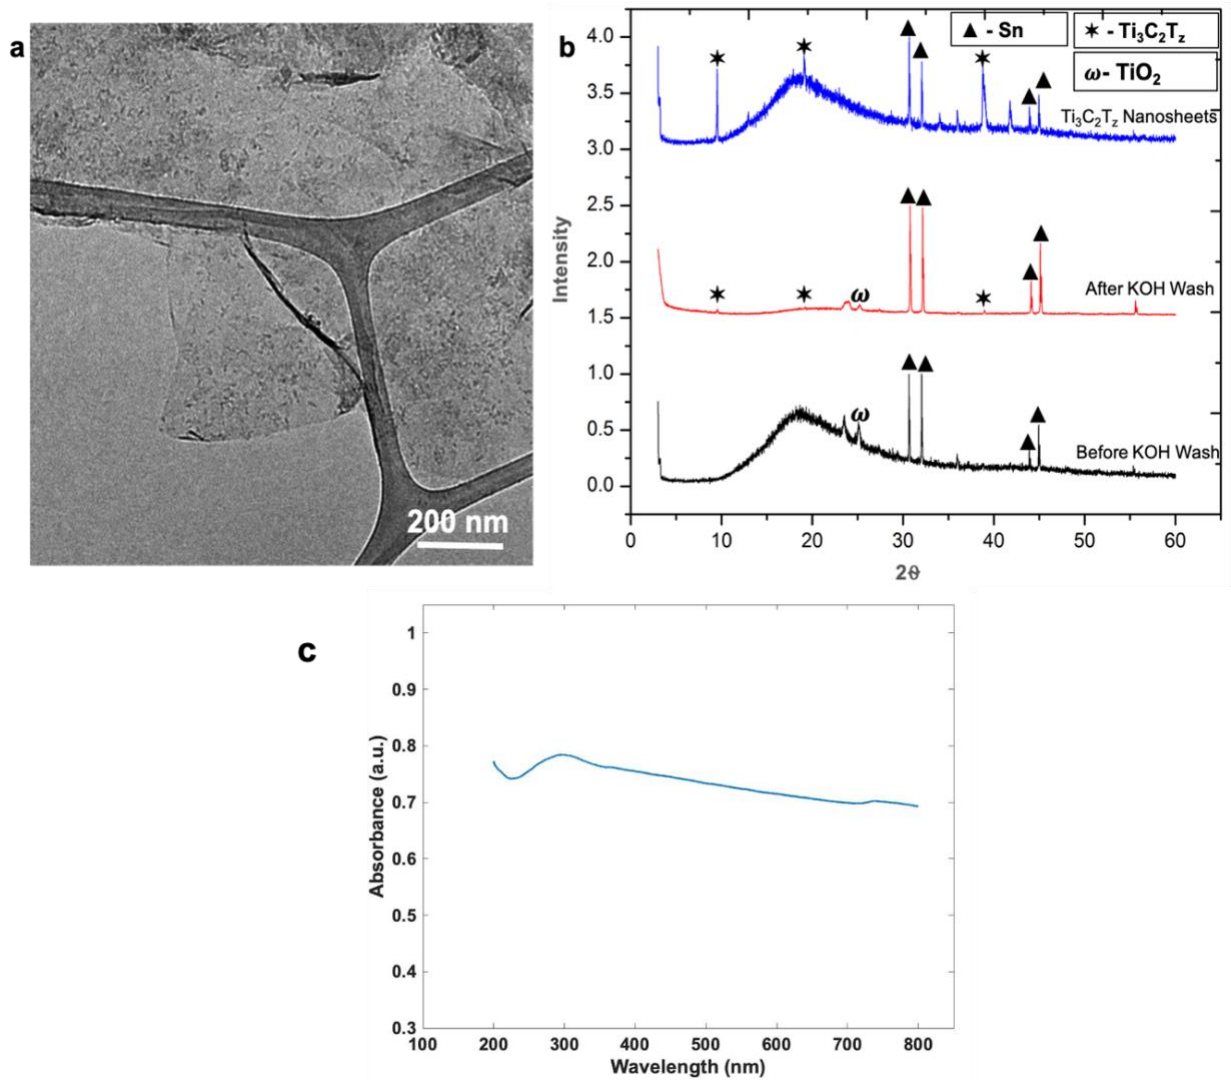 a
200 nm
b
▲ - Sn
✶ - Ti₃C₂T𝓏
ω- TiO₂
4.0
3.5
3.0
2.5
2.0
1.5
1.0
0.5
0.0
Intensity
Ti₃C₂T𝓏 Nanosheets
After KOH Wash
ω
Before KOH Wash
ω
0 10 20 30 40 50 60
2ϑ
c
1
0.9
0.8
0.7
0.6
0.5
0.4
0.3
Absorbance (a.u.)
100 200 300 400 500 600 700 800
Wavelength (nm)